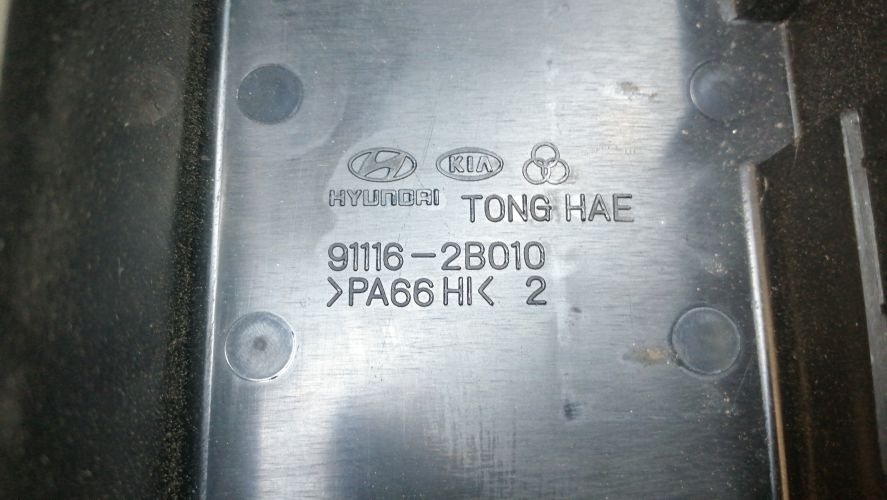 KIA
HYUNDAI TONG HAE
91116-2B010
>PA66 HI< 2